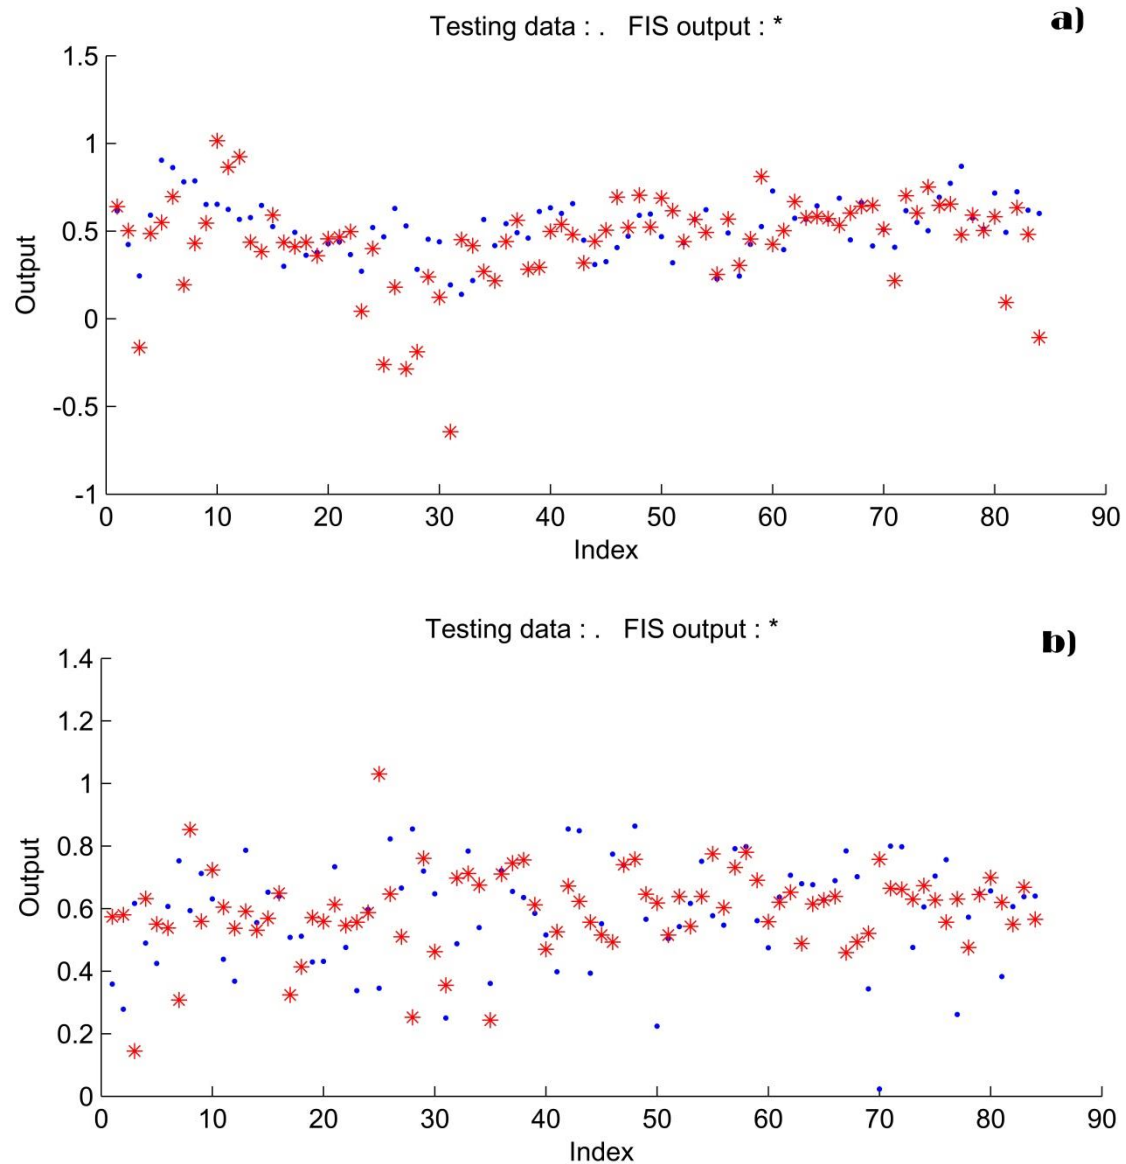 Testing data : .   FIS output : *
a)
1.5
1
0.5
0
-0.5
-1
Output
0 10 20 30 40 50 60 70 80 90
Index
Testing data : .   FIS output : *
b)
1.4
1.2
1
0.8
0.6
0.4
0.2
0
Output
0 10 20 30 40 50 60 70 80 90
Index